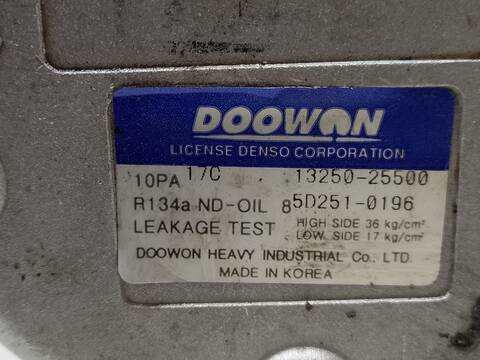 DOOWON
LICENSE DENSO CORPORATION
10PA 17C 13250-25500
R134a ND-OIL 8 5D251-0196
LEAKAGE TEST HIGH SIDE 36 kg/cm²
LOW SIDE 17 kg/cm²
DOOWON HEAVY INDUSTRIAL Co., LTD.
MADE IN KOREA